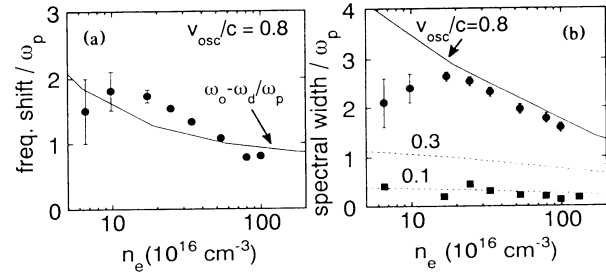 (a)
v_osc/c = 0.8
ω_o-ω_d/ω_p
freq. shift / ω_p
3
2
1
0
10
100
n_e (10^16 cm^-3)
(b)
v_osc/c=0.8
0.3
0.1
spectral width / ω_p
4
3
2
1
0
10
100
n_e (10^16 cm^-3)